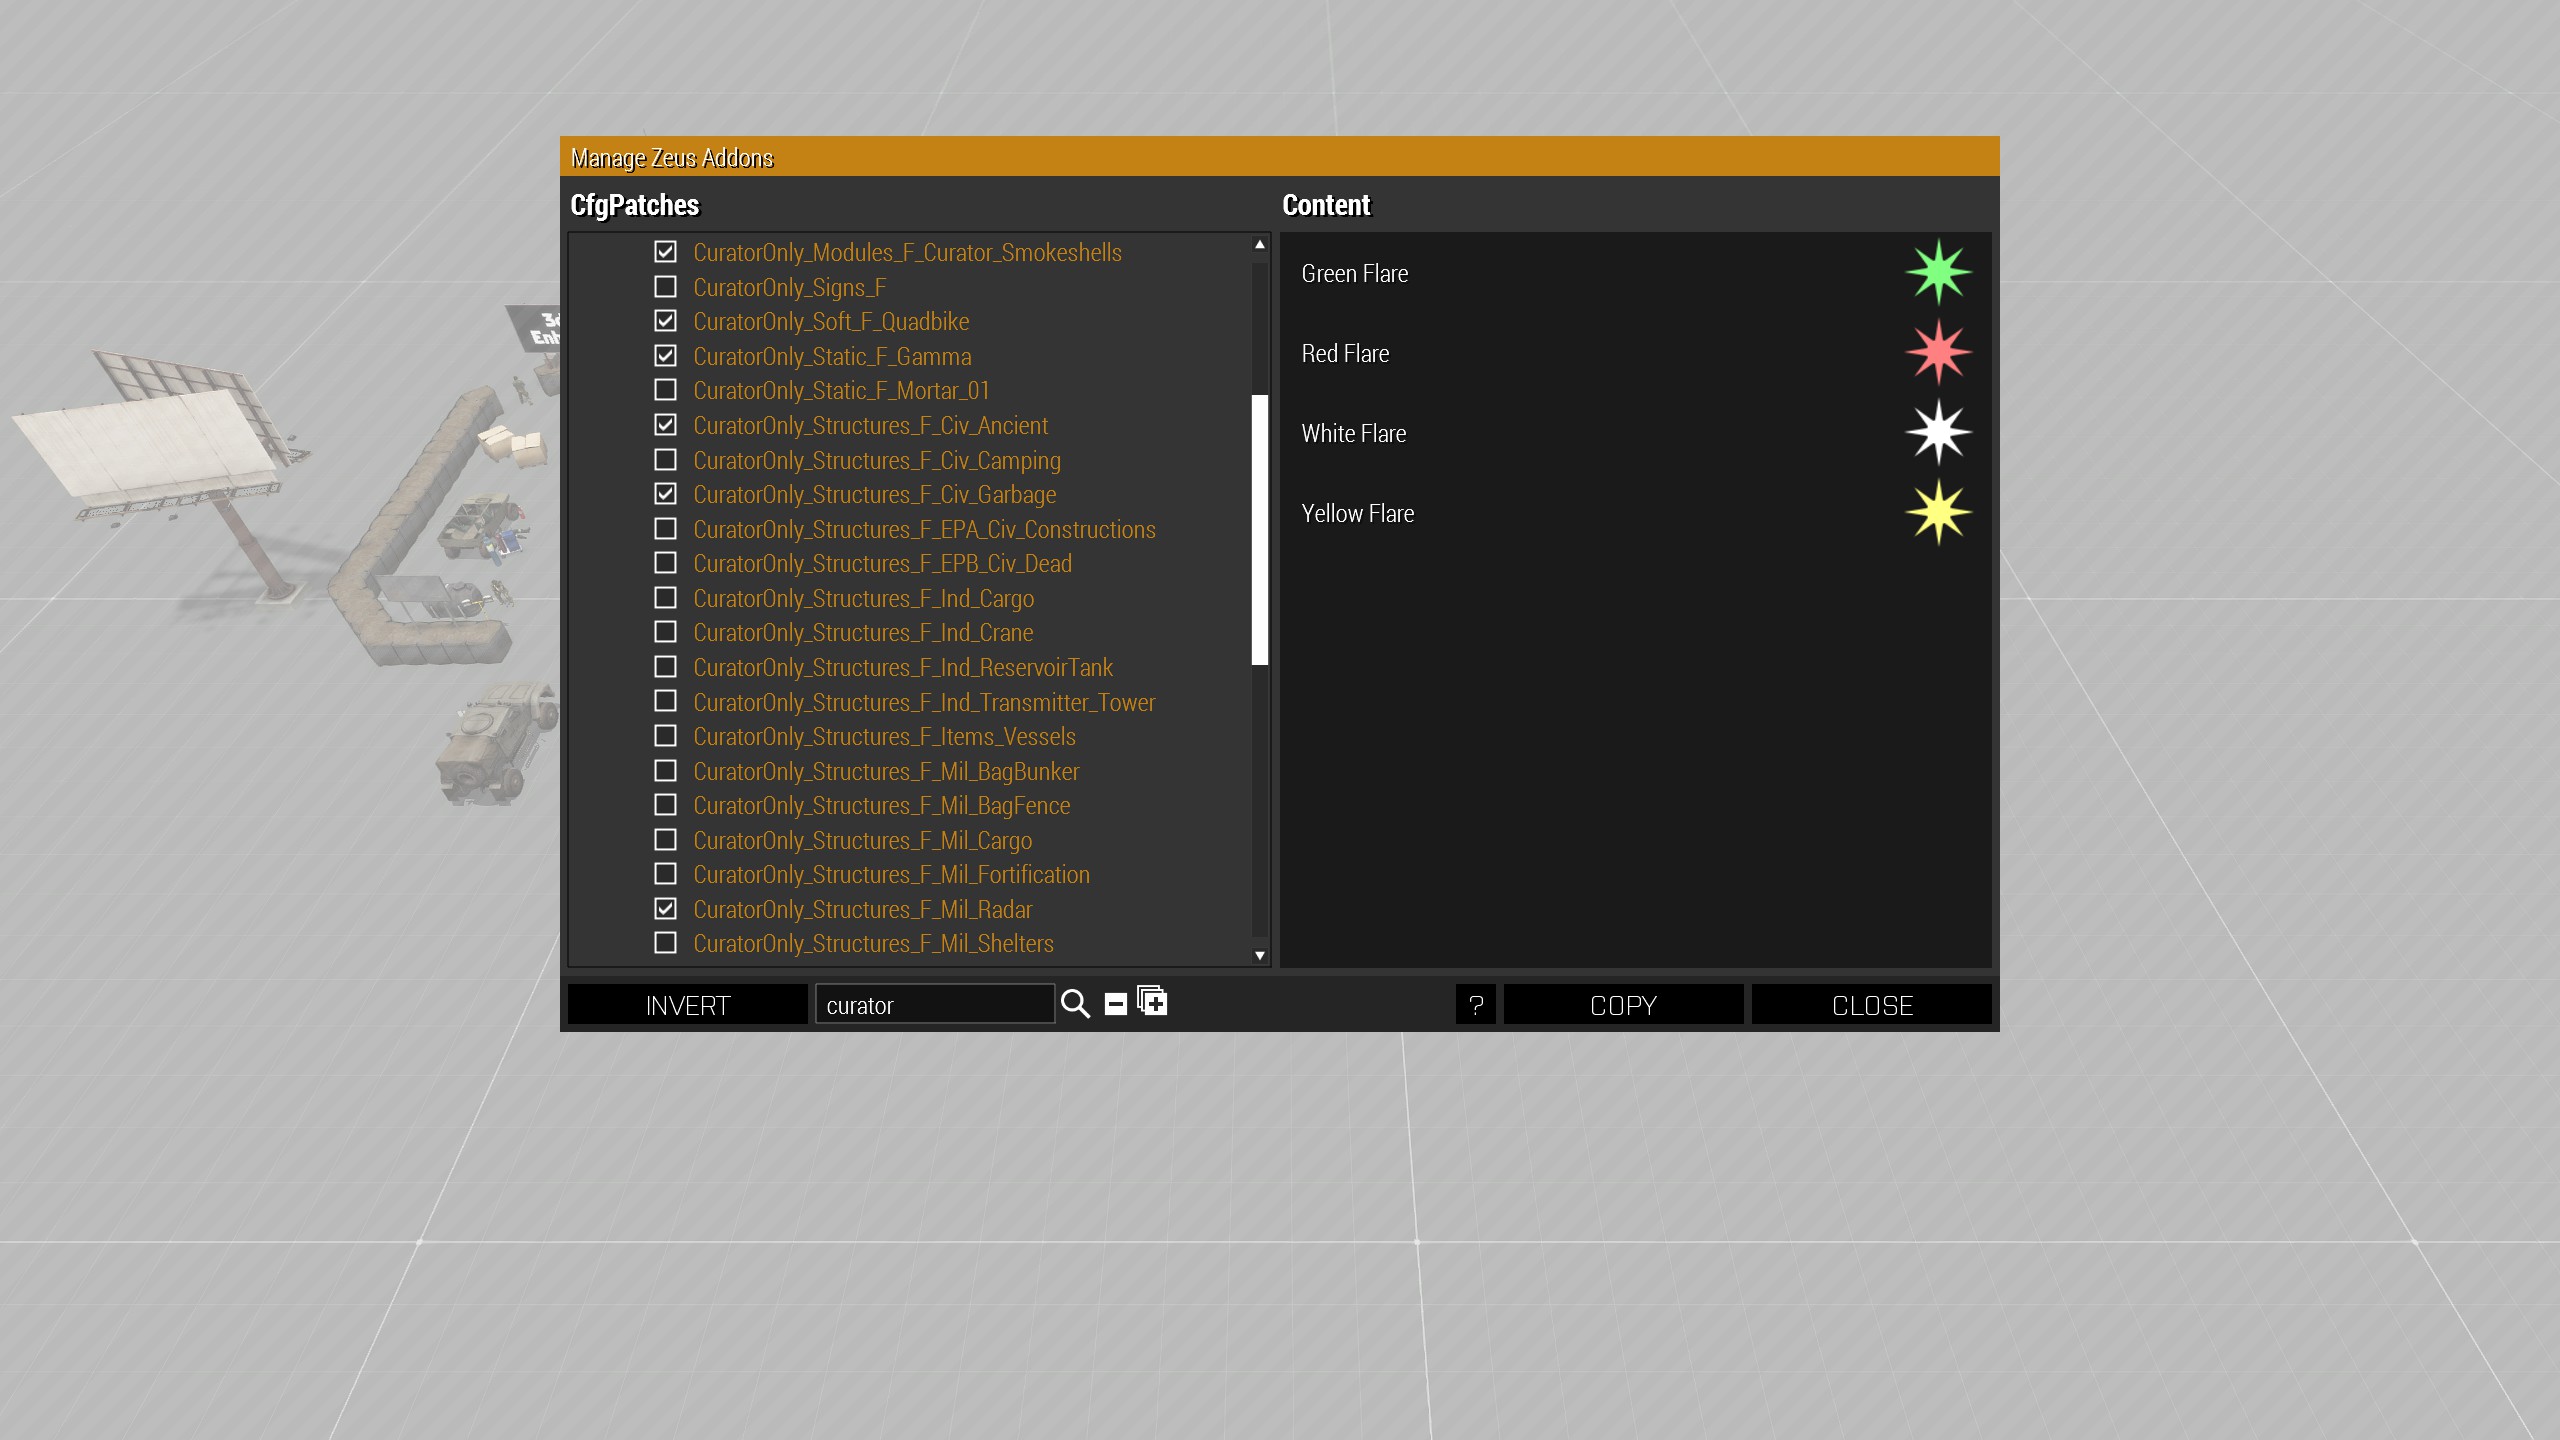 Manage Zeus Addons
CfgPatches
CuratorOnly_Modules_F_Curator_Smokeshells
CuratorOnly_Signs_F
CuratorOnly_Soft_F_Quadbike
CuratorOnly_Static_F_Gamma
CuratorOnly_Static_F_Mortar_01
CuratorOnly_Structures_F_Civ_Ancient
CuratorOnly_Structures_F_Civ_Camping
CuratorOnly_Structures_F_Civ_Garbage
CuratorOnly_Structures_F_EPA_Civ_Constructions
CuratorOnly_Structures_F_EPB_Civ_Dead
CuratorOnly_Structures_F_Ind_Cargo
CuratorOnly_Structures_F_Ind_Crane
CuratorOnly_Structures_F_Ind_ReservoirTank
CuratorOnly_Structures_F_Ind_Transmitter_Tower
CuratorOnly_Structures_F_Items_Vessels
CuratorOnly_Structures_F_Mil_BagBunker
CuratorOnly_Structures_F_Mil_BagFence
CuratorOnly_Structures_F_Mil_Cargo
CuratorOnly_Structures_F_Mil_Fortification
CuratorOnly_Structures_F_Mil_Radar
CuratorOnly_Structures_F_Mil_Shelters
Content
Green Flare
Red Flare
White Flare
Yellow Flare
INVERT
curator
?
COPY
CLOSE